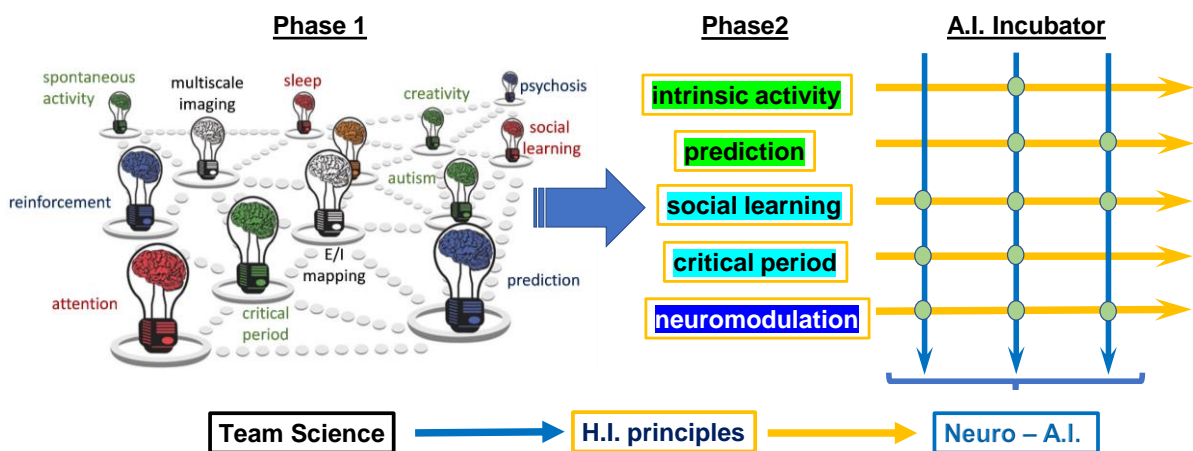 Phase 1
Phase2
A.I. Incubator
spontaneous
activity
multiscale
imaging
sleep
creativity
psychosis
social
learning
reinforcement
autism
E/I
mapping
prediction
attention
critical
period
intrinsic activity
prediction
social learning
critical period
neuromodulation
Team Science
H.I. principles
Neuro – A.I.